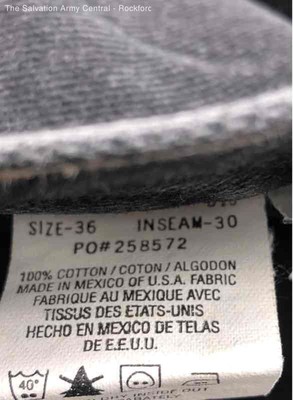 The Salvation Army Central - Rockforc
SIZE-36 INSEAM-30
PO#258572
100% COTTON / COTON / ALGODON
MADE IN MEXICO OF U.S.A. FABRIC
FABRIQUE AU MEXIQUE AVEC
TISSUS DES ETATS-UNIS
HECHO EN MEXICO DE TELAS
DE E.E.U.U.
40°